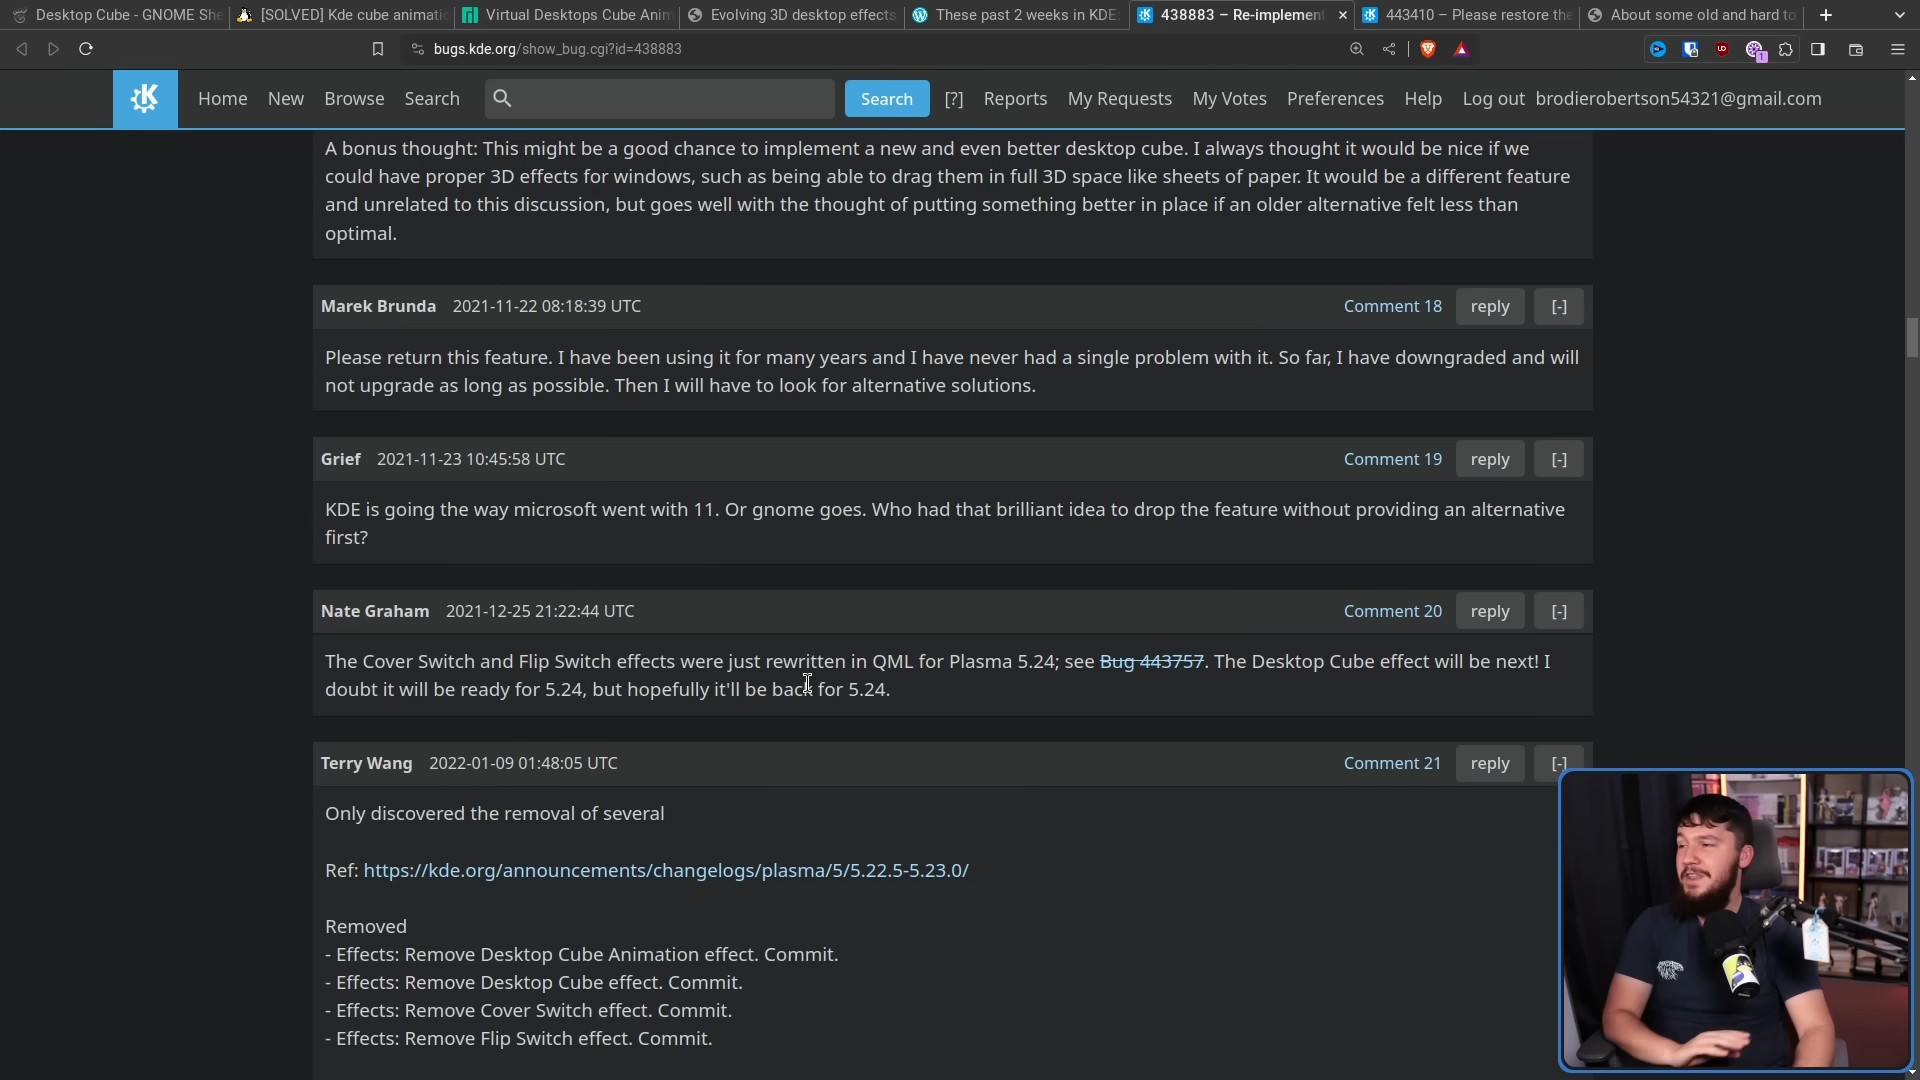 Desktop Cube - GNOME She
[SOLVED] Kde cube animatic
Virtual Desktops Cube Anim
Evolving 3D desktop effects
These past 2 weeks in KDE:
438883 – Re-implement
443410 – Please restore the
About some old and hard to
bugs.kde.org/show_bug.cgi?id=438883
1
Home New Browse Search Search [?] Reports My Requests My Votes Preferences Help Log out brodierobertson54321@gmail.com
A bonus thought: This might be a good chance to implement a new and even better desktop cube. I always thought it would be nice if we
could have proper 3D effects for windows, such as being able to drag them in full 3D space like sheets of paper. It would be a different feature
and unrelated to this discussion, but goes well with the thought of putting something better in place if an older alternative felt less than
optimal.
Marek Brunda 2021-11-22 08:18:39 UTC Comment 18 reply [-]
Please return this feature. I have been using it for many years and I have never had a single problem with it. So far, I have downgraded and will
not upgrade as long as possible. Then I will have to look for alternative solutions.
Grief 2021-11-23 10:45:58 UTC Comment 19 reply [-]
KDE is going the way microsoft went with 11. Or gnome goes. Who had that brilliant idea to drop the feature without providing an alternative
first?
Nate Graham 2021-12-25 21:22:44 UTC Comment 20 reply [-]
The Cover Switch and Flip Switch effects were just rewritten in QML for Plasma 5.24; see Bug 443757. The Desktop Cube effect will be next! I
doubt it will be ready for 5.24, but hopefully it'll be back for 5.24.
Terry Wang 2022-01-09 01:48:05 UTC Comment 21 reply [-]
Only discovered the removal of several
Ref: https://kde.org/announcements/changelogs/plasma/5/5.22.5-5.23.0/
Removed
- Effects: Remove Desktop Cube Animation effect. Commit.
- Effects: Remove Desktop Cube effect. Commit.
- Effects: Remove Cover Switch effect. Commit.
- Effects: Remove Flip Switch effect. Commit.